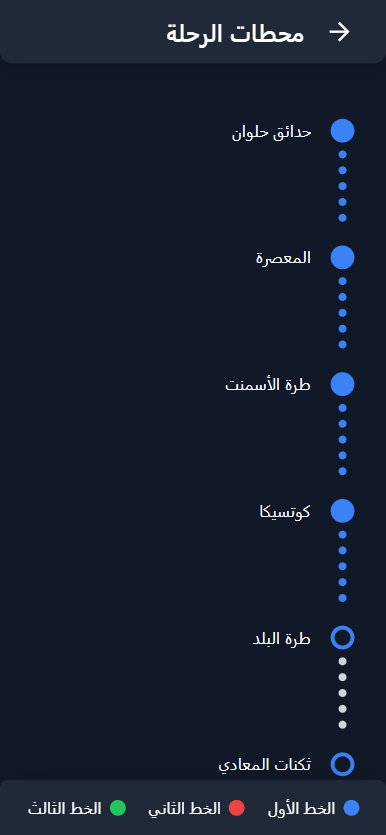 محطات الرحلة
حدائق حلوان
المعصرة
طرة الأسمنت
كوتسيكا
طرة البلد
ثكنات المعادي
الخط الأول الخط الثاني الخط الثالث